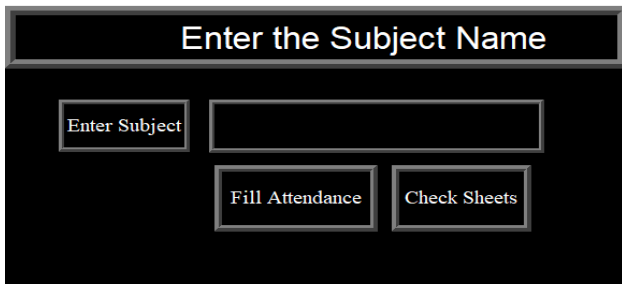 Enter the Subject Name
Enter Subject
Fill Attendance
Check Sheets